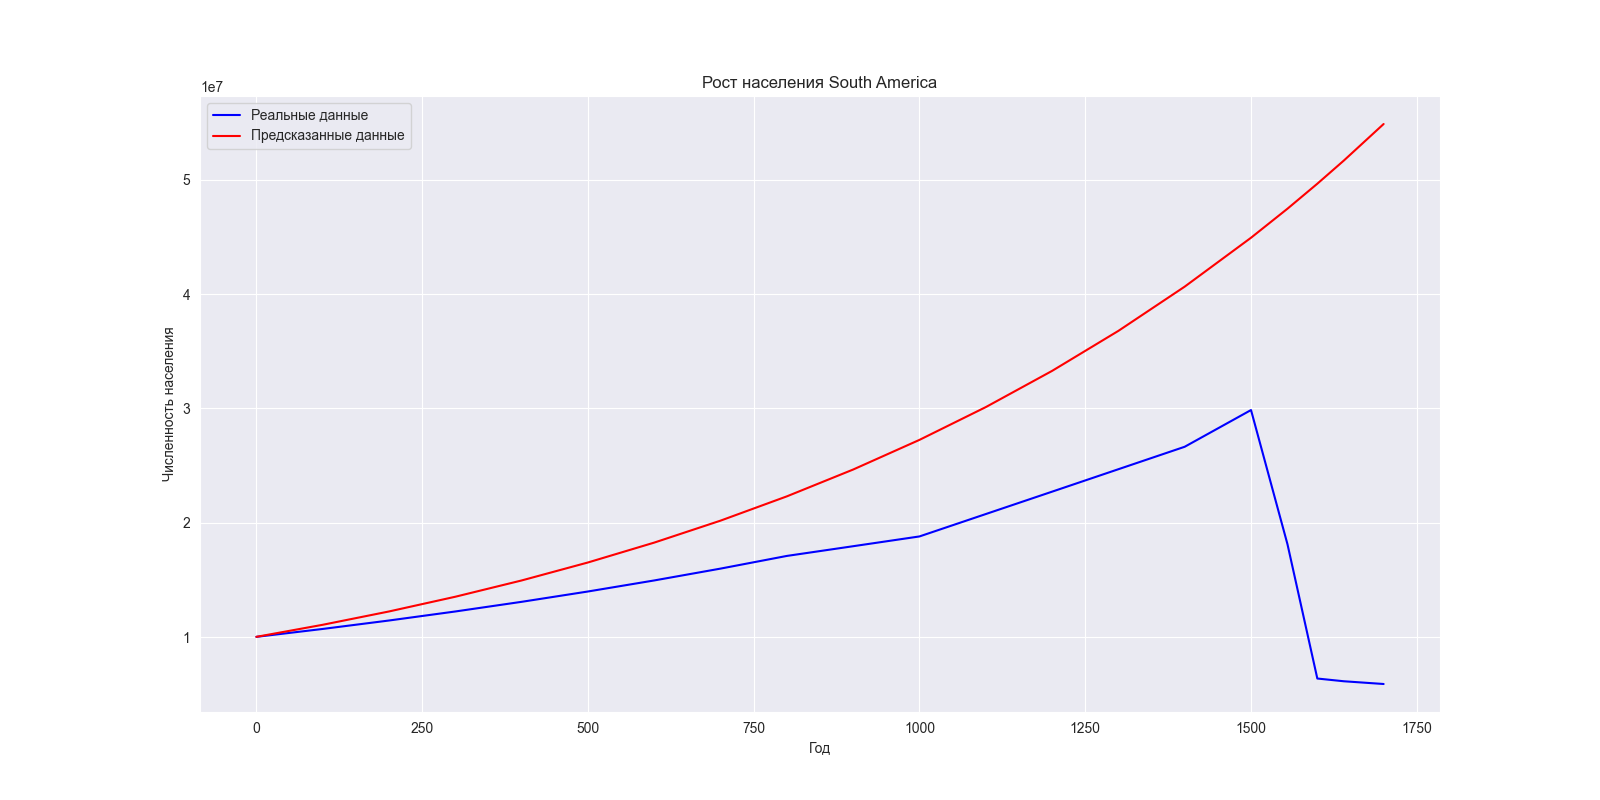 Рост населения South America
1e7
Реальные данные
Предсказанные данные
5
4
3
2
1
Численность населения
0
250
500
750
1000
1250
1500
1750
Год